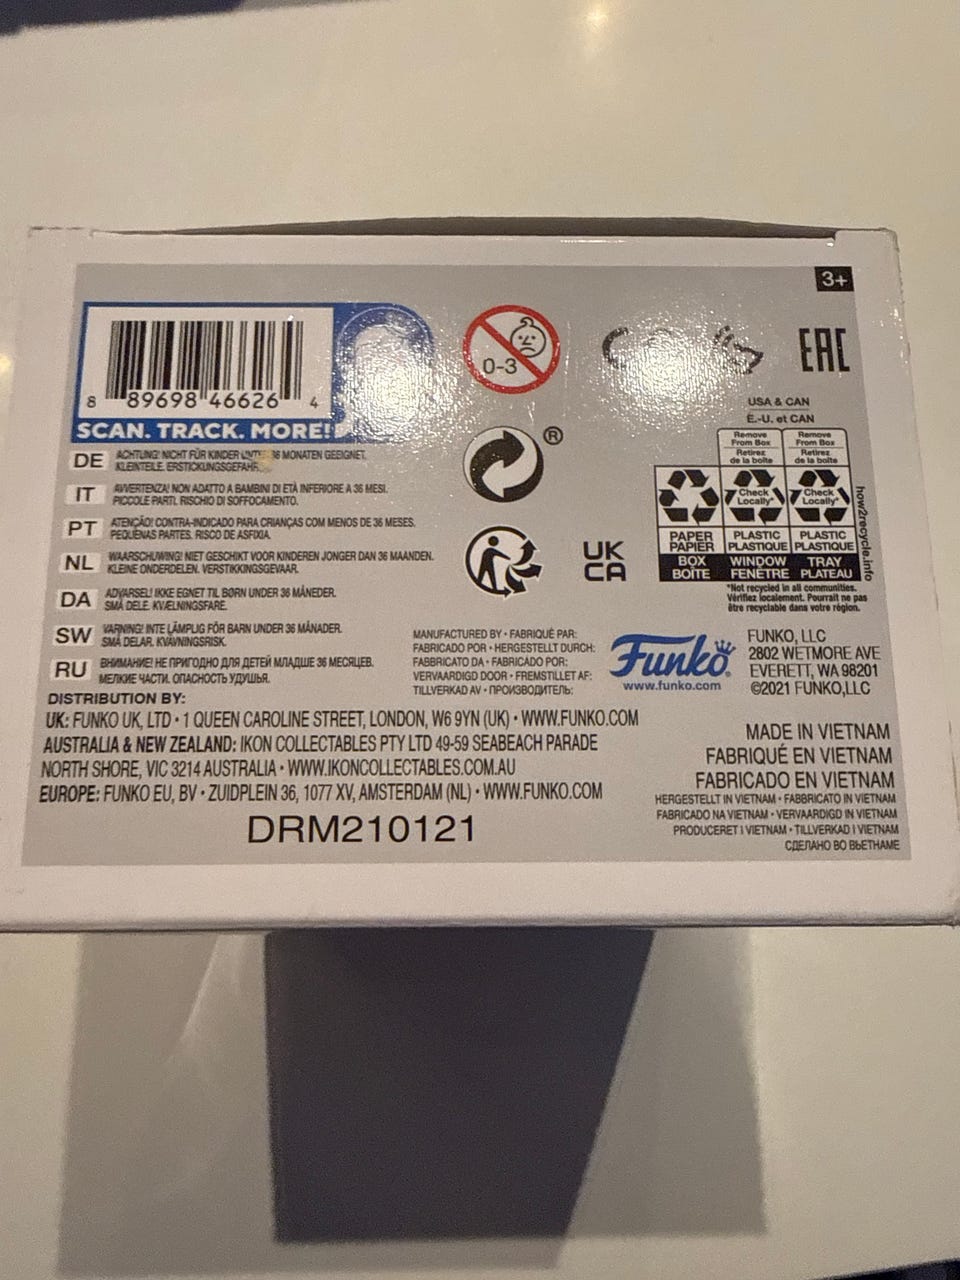 3+
8 89698 46626 4
SCAN. TRACK. MORE!
0-3
EAC
®
DE ACHTUNG! NICHT FÜR KINDER UNTER 36 MONATEN GEEIGNET.
KLEINTEILE. ERSTICKUNGSGEFAHR.
IT AVVERTENZA! NON ADATTO A BAMBINI DI ETÀ INFERIORE A 36 MESI.
PICCOLE PARTI. RISCHIO DI SOFFOCAMENTO.
PT ATENÇÃO! CONTRA-INDICADO PARA CRIANÇAS COM MENOS DE 36 MESES.
PEQUENAS PARTES. RISCO DE ASFIXIA.
NL WAARSCHUWING! NIET GESCHIKT VOOR KINDEREN JONGER DAN 36 MAANDEN.
KLEINE ONDERDELEN. VERSTIKKINGSGEVAAR.
DA ADVARSEL! IKKE EGNET TIL BØRN UNDER 36 MÅNEDER.
SMÅ DELE. KVÆLNINGSFARE.
SW VARNING! INTE LÄMPLIG FÖR BARN UNDER 36 MÅNADER.
SMÅ DELAR. KVÄVNINGSRISK.
RU ВНИМАНИЕ! НЕ ПРИГОДНО ДЛЯ ДЕТЕЙ МЛАДШЕ 36 МЕСЯЦЕВ.
МЕЛКИЕ ЧАСТИ. ОПАСНОСТЬ УДУШЬЯ.
UK
CA
USA & CAN
É.-U. et CAN
Remove From Box Retirez de la boîte
Remove From Box Retirez de la boîte
Check Locally*
Check Locally*
PAPER PAPIER
PLASTIC PLASTIQUE
PLASTIC PLASTIQUE
BOX BOÎTE
WINDOW FENÊTRE
TRAY PLATEAU
how2recycle.info
*Not recycled in all communities.
Vérifiez localement. Pourrait ne pas
être recyclable dans votre région.
MANUFACTURED BY • FABRIQUÉ PAR:
FABRICADO POR • HERGESTELLT DURCH:
FABBRICATO DA • FABRICADO POR:
VERVAARDIGD DOOR • FREMSTILLET AF:
TILLVERKAD AV • ПРОИЗВОДИТЕЛЬ:
Funko®
www.funko.com
FUNKO, LLC
2802 WETMORE AVE
EVERETT, WA 98201
©2021 FUNKO,LLC
DISTRIBUTION BY:
UK: FUNKO UK, LTD • 1 QUEEN CAROLINE STREET, LONDON, W6 9YN (UK) • WWW.FUNKO.COM
AUSTRALIA & NEW ZEALAND: IKON COLLECTABLES PTY LTD 49-59 SEABEACH PARADE
NORTH SHORE, VIC 3214 AUSTRALIA • WWW.IKONCOLLECTABLES.COM.AU
EUROPE: FUNKO EU, BV • ZUIDPLEIN 36, 1077 XV, AMSTERDAM (NL) • WWW.FUNKO.COM
DRM210121
MADE IN VIETNAM
FABRIQUÉ EN VIETNAM
FABRICADO EN VIETNAM
HERGESTELLT IN VIETNAM • FABBRICATO IN VIETNAM
FABRICADO NA VIETNAM • VERVAARDIGD IN VIETNAM
PRODUCERET I VIETNAM • TILLVERKAD I VIETNAM
СДЕЛАНО ВО ВЬЕТНАМЕ